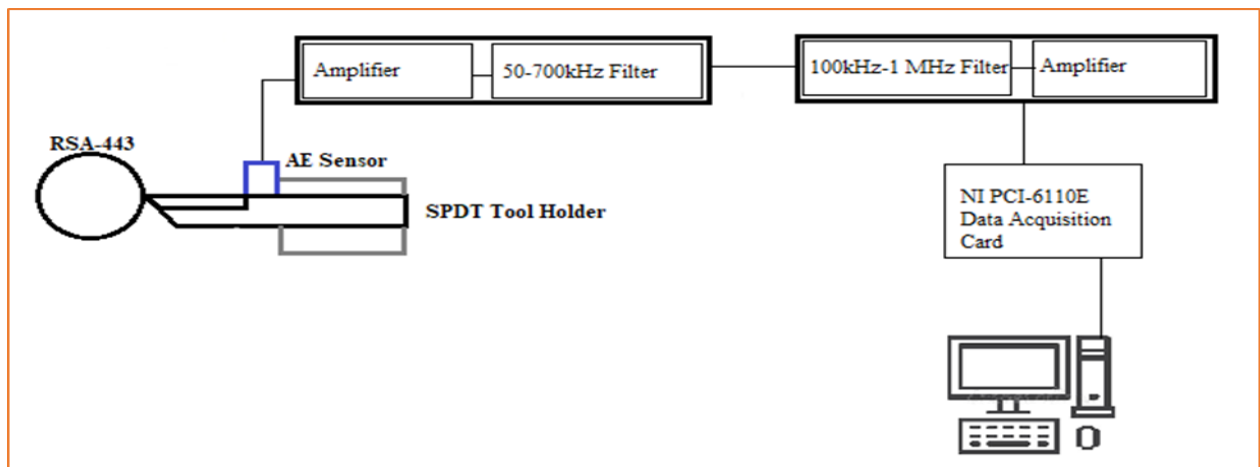 Amplifier
50-700kHz Filter
100kHz-1 MHz Filter
Amplifier
RSA-443
AE Sensor
SPDT Tool Holder
NI PCI-6110E
Data Acquisition
Card